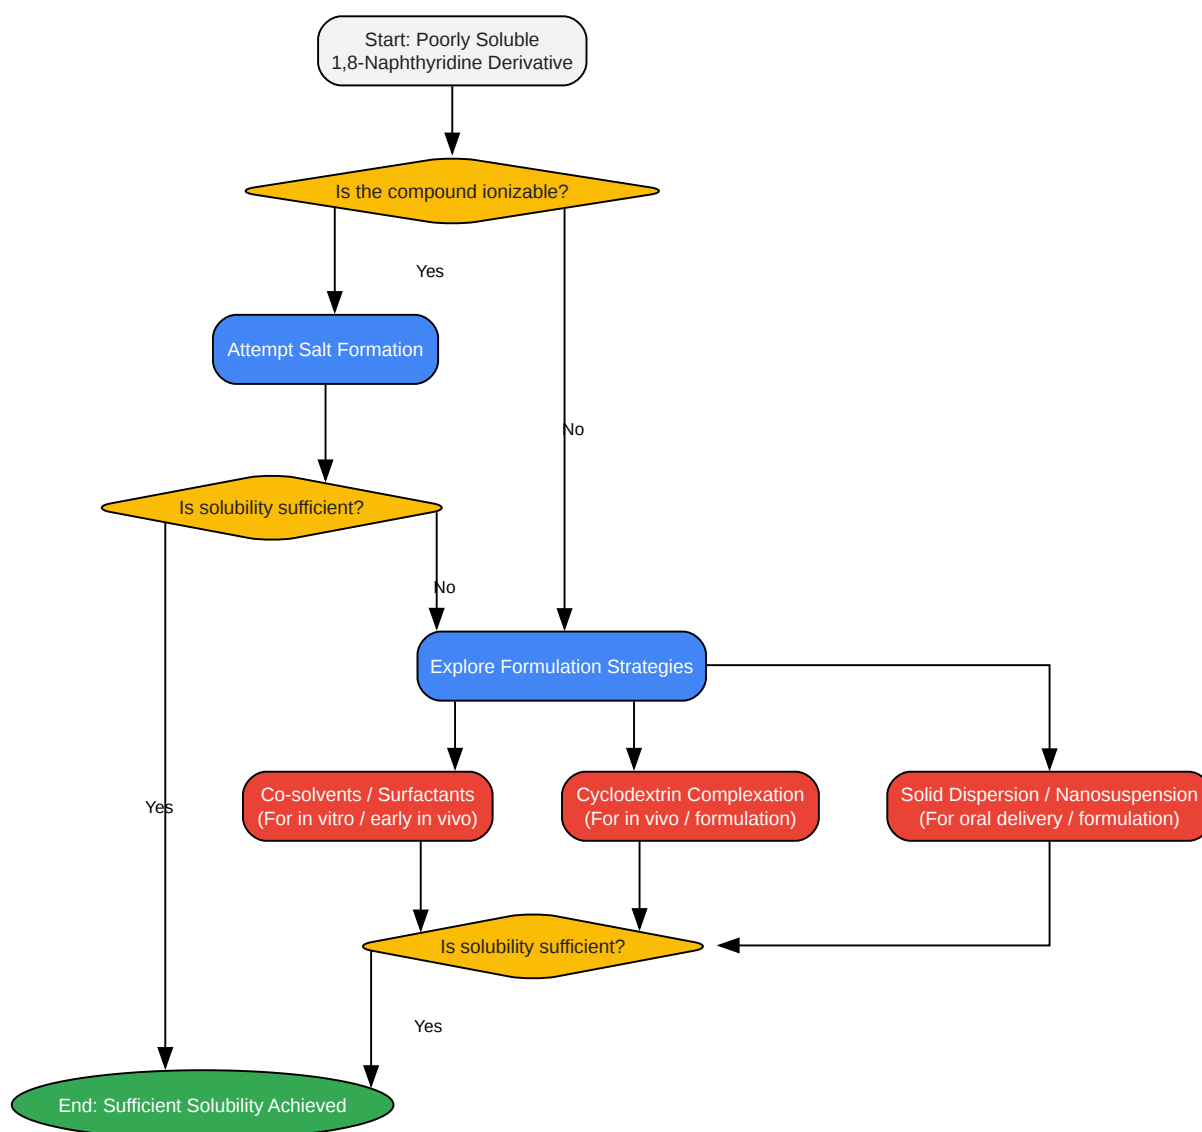 Start: Poorly Soluble
1,8-Naphthyridine Derivative
Is the compound ionizable?
Yes
Attempt Salt Formation
No
Is solubility sufficient?
No
Explore Formulation Strategies
Co-solvents / Surfactants
(For in vitro / early in vivo)
Cyclodextrin Complexation
(For in vivo / formulation)
Solid Dispersion / Nanosuspension
(For oral delivery / formulation)
Yes
Is solubility sufficient?
Yes
End: Sufficient Solubility Achieved